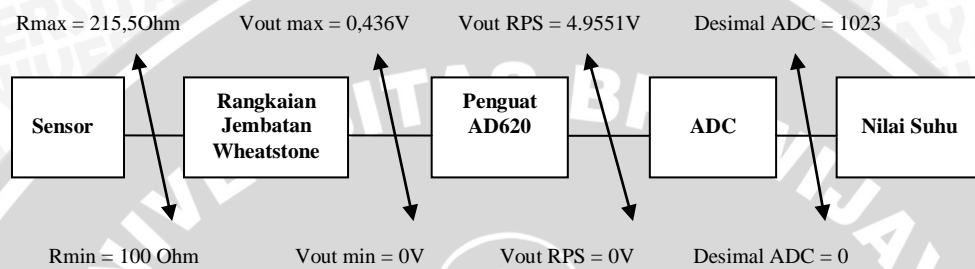 Rmax = 215,5Ohm Vout max = 0,436V Vout RPS = 4.9551V Desimal ADC = 1023
Sensor
Rangkaian
Jembatan
Wheatstone
Penguat
AD620
ADC
Nilai Suhu
Rmin = 100 Ohm Vout min = 0V Vout RPS = 0V Desimal ADC = 0